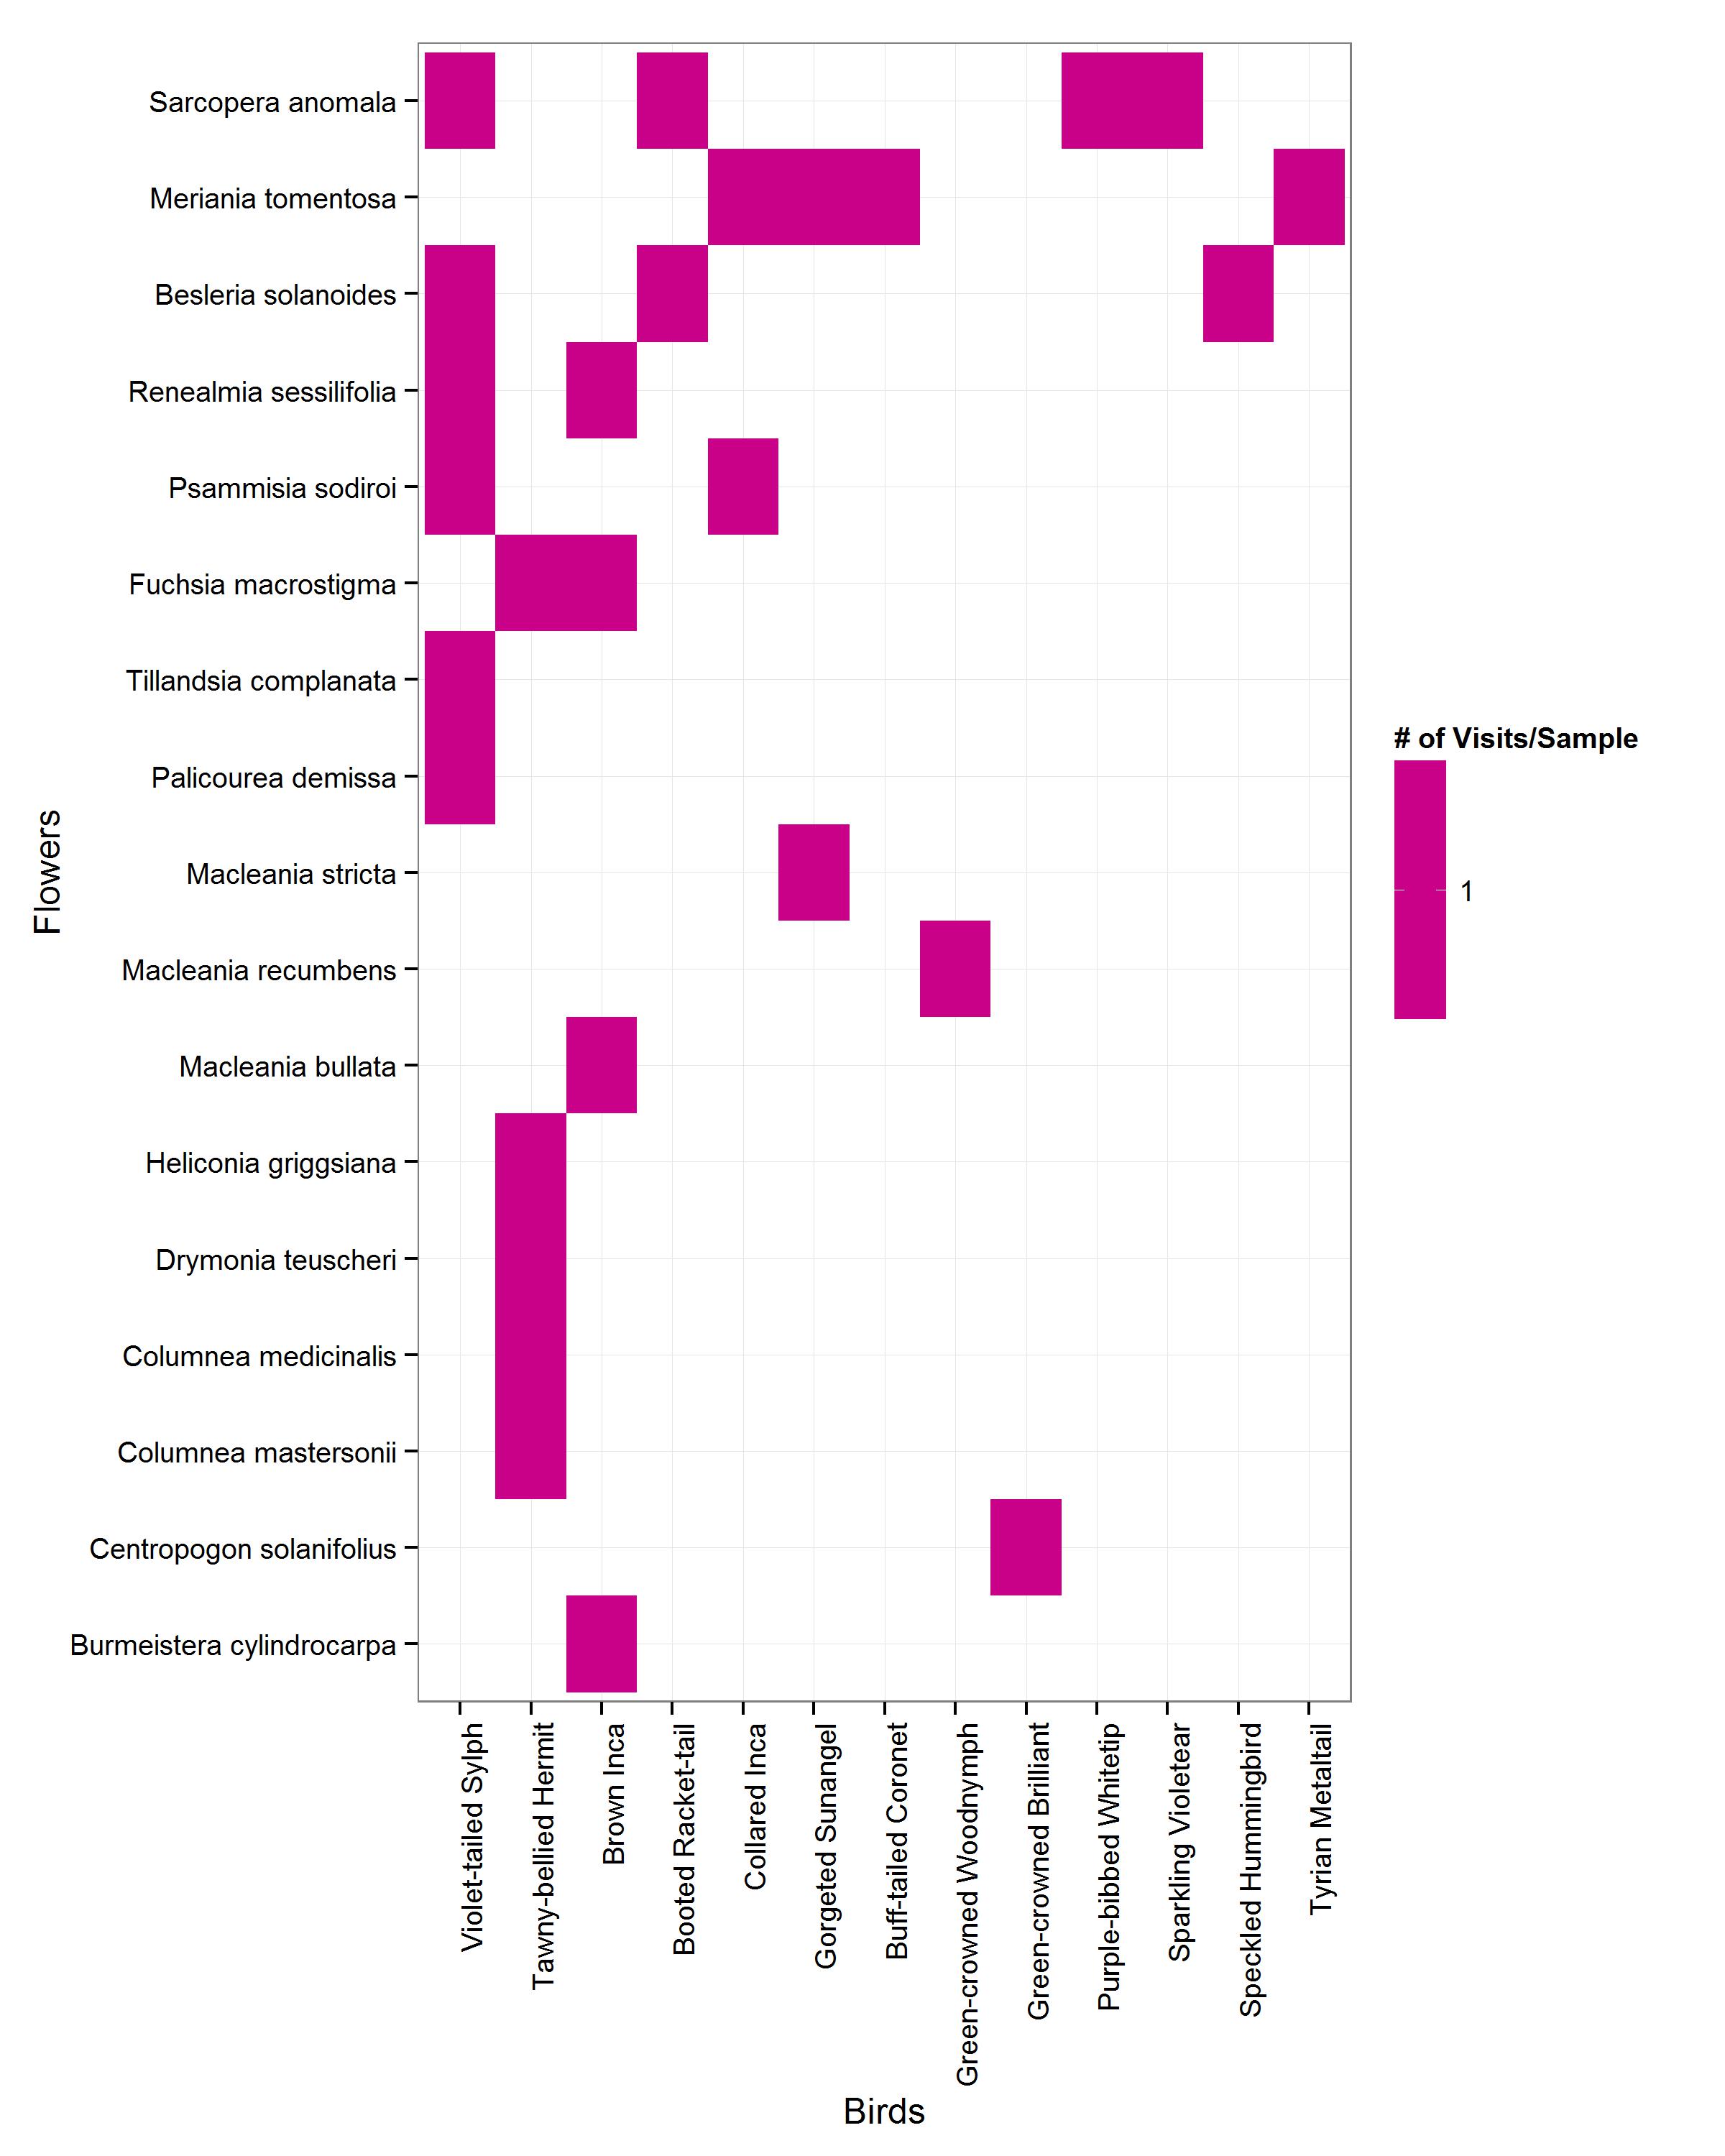 Sarcopera anomala
Meriania tomentosa
Besleria solanoides
Renealmia sessilifolia
Psammisia sodiroi
Fuchsia macrostigma
Tillandsia complanata
Palicourea demissa
Macleania stricta
Macleania recumbens
Macleania bullata
Heliconia griggsiana
Drymonia teuscheri
Columnea medicinalis
Columnea mastersonii
Centropogon solanifolius
Burmeistera cylindrocarpa
Flowers
# of Visits/Sample
1
Violet-tailed Sylph
Tawny-bellied Hermit
Brown Inca
Booted Racket-tail
Collared Inca
Gorgeted Sunangel
Buff-tailed Coronet
Green-crowned Woodnymph
Green-crowned Brilliant
Purple-bibbed Whitetip
Sparkling Violetear
Speckled Hummingbird
Tyrian Metaltail
Birds